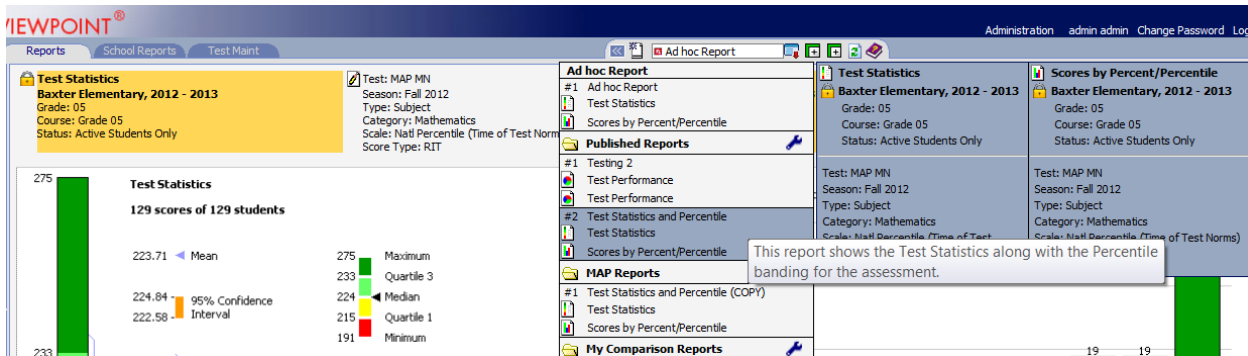 VIEWPOINT®
Administration admin admin Change Password Log
Reports School Reports Test Maint
Ad hoc Report
Test Statistics
Baxter Elementary, 2012 - 2013
Grade: 05
Course: Grade 05
Status: Active Students Only
Test: MAP MN
Season: Fall 2012
Type: Subject
Category: Mathematics
Scale: Natl Percentile (Time of Test Norm
Score Type: RIT
275
Test Statistics
129 scores of 129 students
223.71 Mean
224.84 - 95% Confidence
222.58 - Interval
275 Maximum
233 Quartile 3
224 Median
215 Quartile 1
191 Minimum
233
Ad hoc Report
#1 Ad hoc Report
Test Statistics
Scores by Percent/Percentile
Published Reports
#1 Testing 2
Test Performance
Test Performance
#2 Test Statistics and Percentile
Test Statistics
Scores by Percent/Percentile
MAP Reports
#1 Test Statistics and Percentile (COPY)
Test Statistics
Scores by Percent/Percentile
My Comparison Reports
Test Statistics
Baxter Elementary, 2012 - 2013
Grade: 05
Course: Grade 05
Status: Active Students Only
Test: MAP MN
Season: Fall 2012
Type: Subject
Category: Mathematics
Scale: Natl Percentile (Time of Test
Scores by Percent/Percentile
Baxter Elementary, 2012 - 2013
Grade: 05
Course: Grade 05
Status: Active Students Only
Test: MAP MN
Season: Fall 2012
Type: Subject
Category: Mathematics
Scale: Natl Percentile (Time of Test Norms)
This report shows the Test Statistics along with the Percentile
banding for the assessment.
19 19